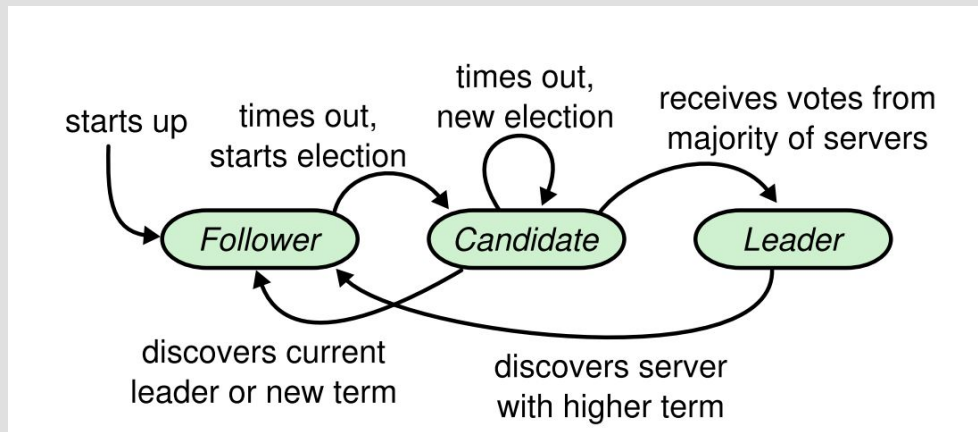 starts up
times out,
starts election
times out,
new election
receives votes from
majority of servers
Follower
Candidate
Leader
discovers current
leader or new term
discovers server
with higher term